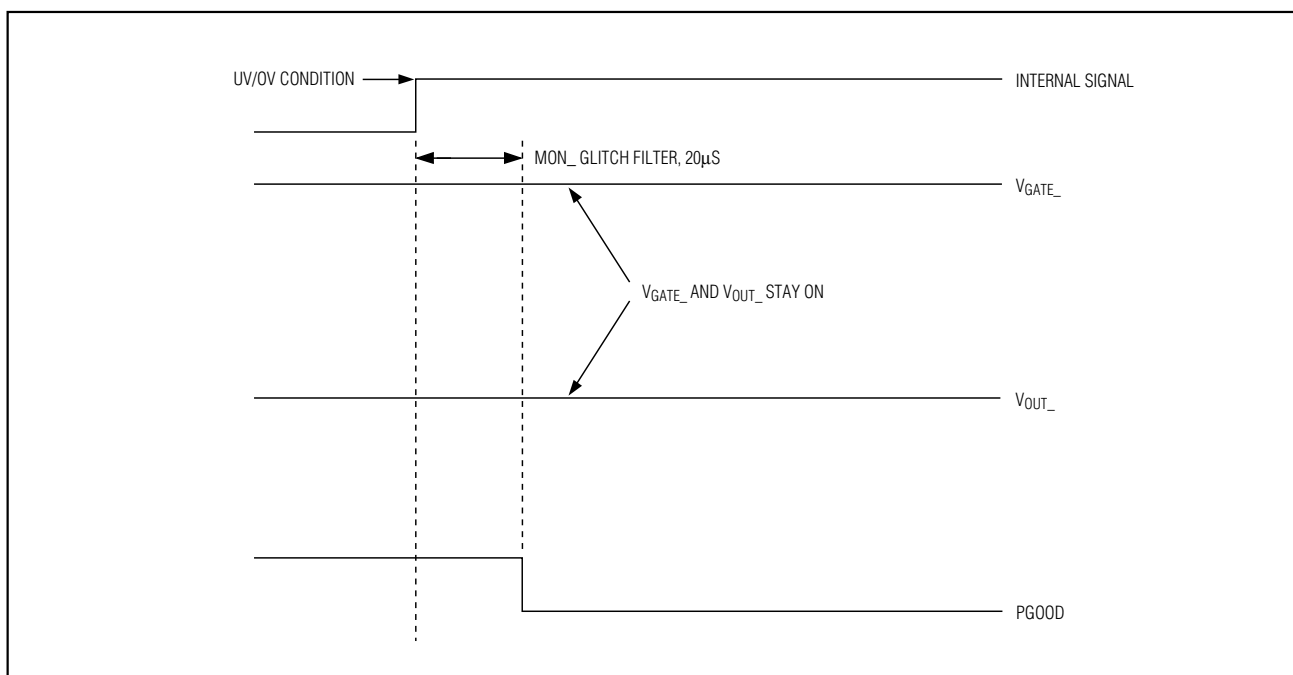 UV/OV CONDITION
INTERNAL SIGNAL
MON_ GLITCH FILTER, 20µS
VGATE_
VGATE_ AND VOUT_ STAY ON
VOUT_
PGOOD